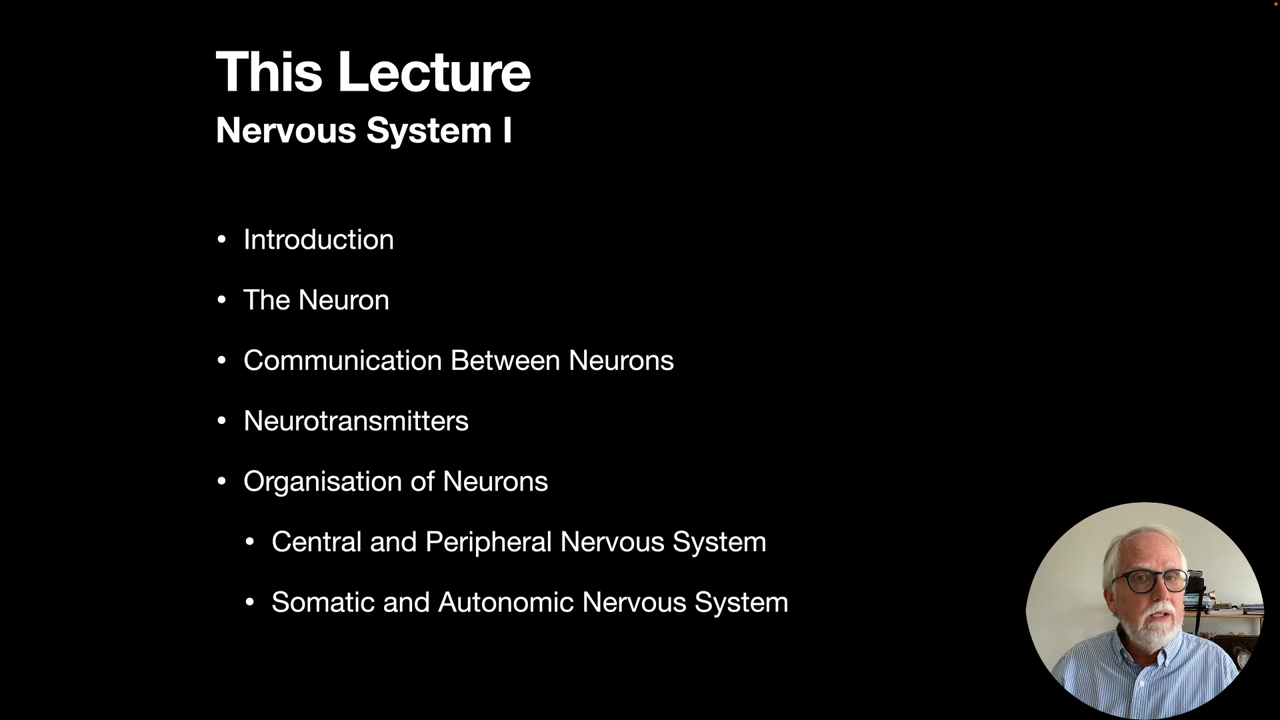 This Lecture
Nervous System I
• Introduction
• The Neuron
• Communication Between Neurons
• Neurotransmitters
• Organisation of Neurons
• Central and Peripheral Nervous System
• Somatic and Autonomic Nervous System